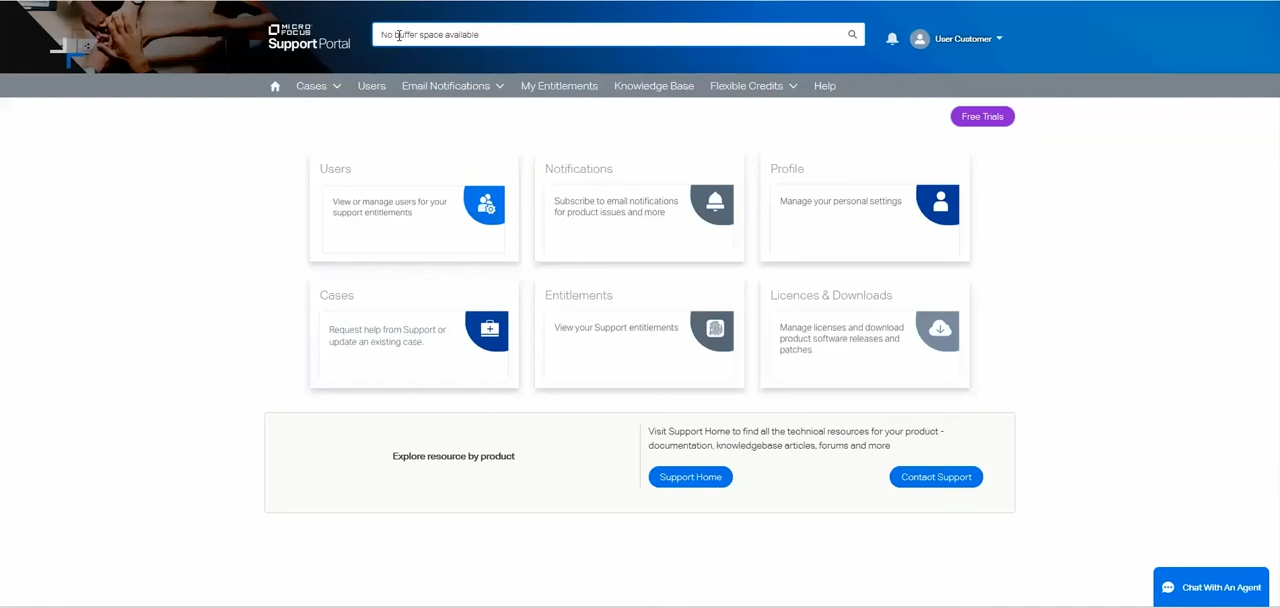 MICRO
FOCUS
Support Portal
No buffer space available
User Customer
Cases
Users
Email Notifications
My Entitlements
Knowledge Base
Flexible Credits
Help
Free Trials
Users
View or manage users for your
support entitlements
Notifications
Subscribe to email notifications
for product issues and more
Profile
Manage your personal settings
Cases
Request help from Support or
update an existing case.
Entitlements
View your Support entitlements
Licences & Downloads
Manage licenses and download
product software releases and
patches
Explore resource by product
Visit Support Home to find all the technical resources for your product -
documentation, knowledgebase articles, forums and more
Support Home
Contact Support
Chat With An Agent